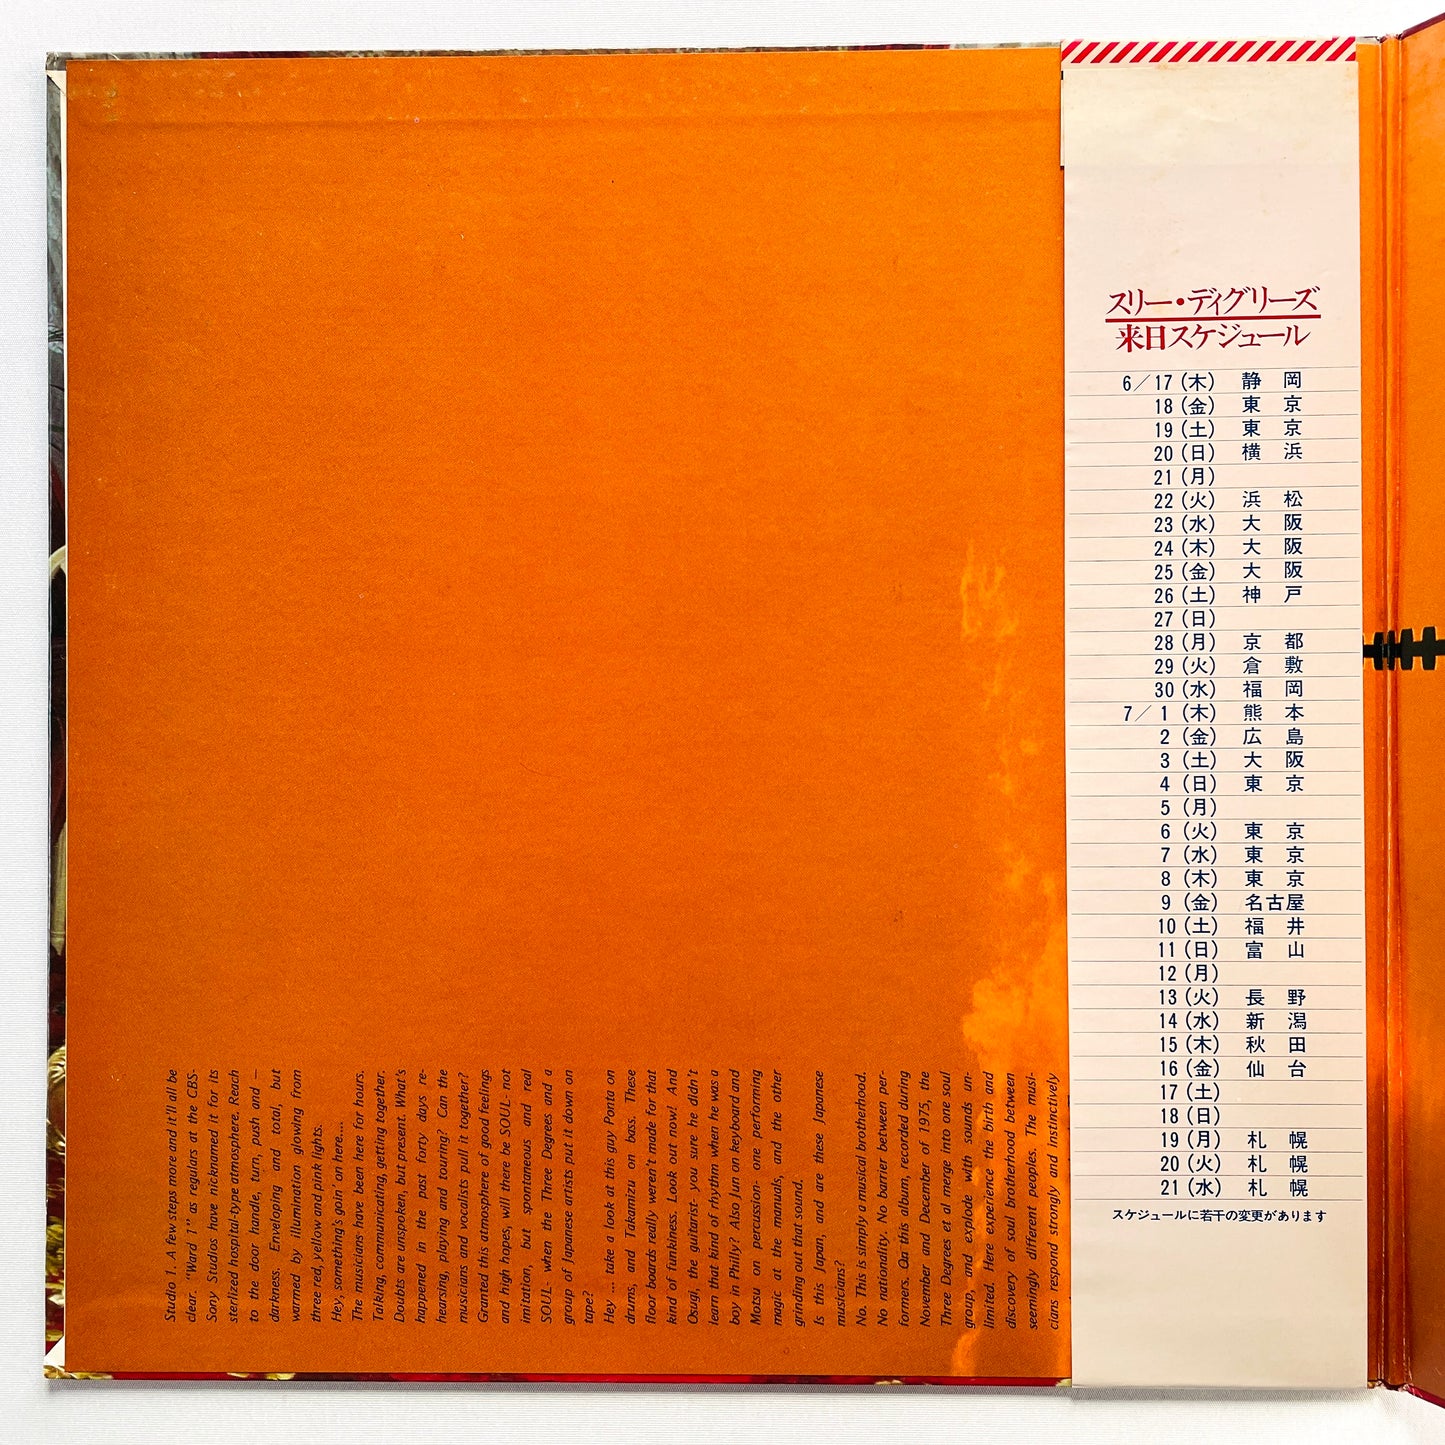 スリー・ディグリーズ
来日スケジュール
6／17（木） 静岡
18（金） 東京
19（土） 東京
20（日） 横浜
21（月）
22（火） 浜松
23（水） 大阪
24（木） 大阪
25（金） 大阪
26（土） 神戸
27（日）
28（月） 京都
29（火） 倉敷
30（水） 福岡
7／1（木） 熊本
2（金） 広島
3（土） 大阪
4（日） 東京
5（月）
6（火） 東京
7（水） 東京
8（木） 東京
9（金） 名古屋
10（土） 福井
11（日） 富山
12（月）
13（火） 長野
14（水） 新潟
15（木） 秋田
16（金） 仙台
17（土）
18（日）
19（月） 札幌
20（火） 札幌
21（水） 札幌
スケジュールに若干の変更があります
Studio 1. A few steps more and it'll all be
clear. "Ward 1" as regulars at the CBS-
Sony Studios have nicknamed it for its
sterlized hospital-type atmosphere. Reach
to the door handle, turn, push and —
darkness. Enveloping and total, but
warmed by illumination glowing from
three red, yellow and pink lights.
Hey, something's goin' on here....
The musicians have been here for hours.
Talking, communicating, getting together.
Doubts are unspoken, but present. What's
happened in the past forty days re-
hearsing, playing and touring? Can the
musicians and vocalists pull it together?
Granted this atmosphere of good feelings
and high hopes, will there be SOUL- not
imitation, but spontaneous and real
SOUL- when the Three Degrees and a
group of Japanese artists put it down on
tape?
Hey ... take a look at this guy Ponta on
drums, and Takamizu on bass. These
floor boards really weren't made for that
kind of funkiness. Look out now! And
Osugi, the guitarist- you sure he didn't
learn that kind of rhythm when he was a
boy in Philly? Also Jun on keyboard and
Motsu on percussion- one performing
magic at the manuals, and the other
grinding out that sound.
Is this Japan, and are these Japanese
musicians?
No. This is simply a musical brotherhood.
No nationality. No barrier between per-
formers. Oa this album, recorded during
November and December of 1975, the
Three Degrees et al merge into one soul
group, and explode with sounds un-
limited. Here experience the birth and
discovery of soul brotherhood between
seemingly different peoples. The musi-
cians respond strongly and instinctively